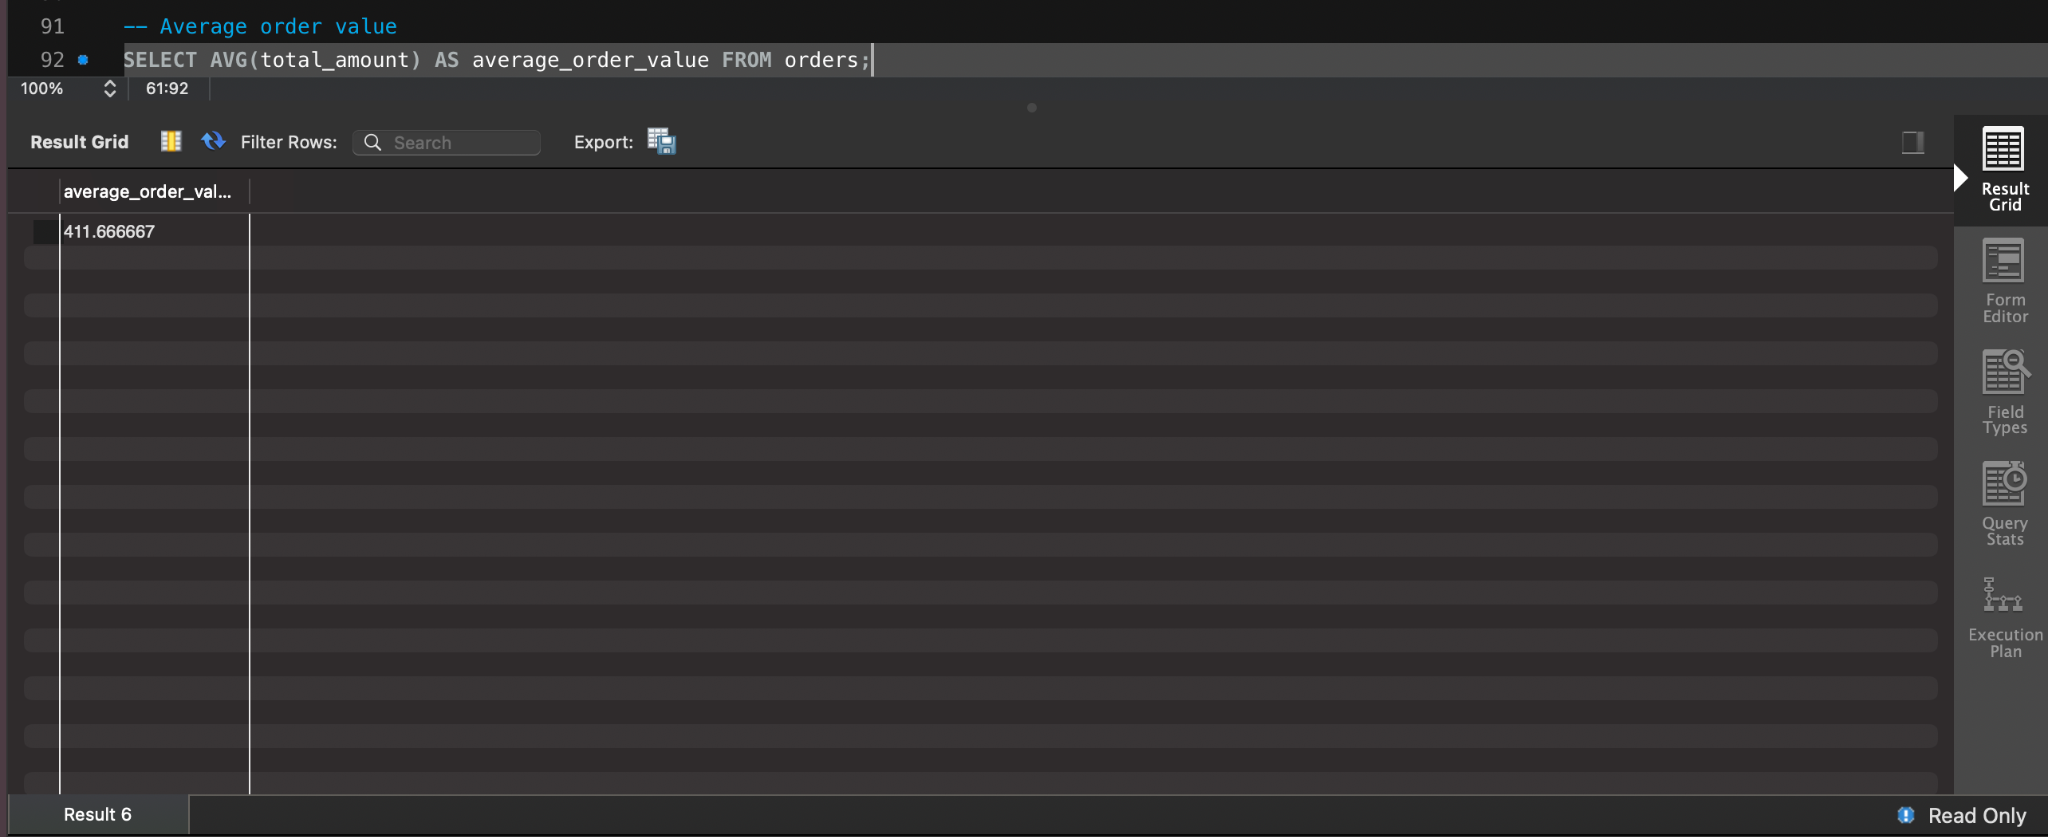 91 -- Average order value
92 SELECT AVG(total_amount) AS average_order_value FROM orders;
100% 61:92
Result Grid Filter Rows: Search Export:
average_order_val...
411.666667
Result
Grid
Form
Editor
Field
Types
Query
Stats
Execution
Plan
Result 6 Read Only